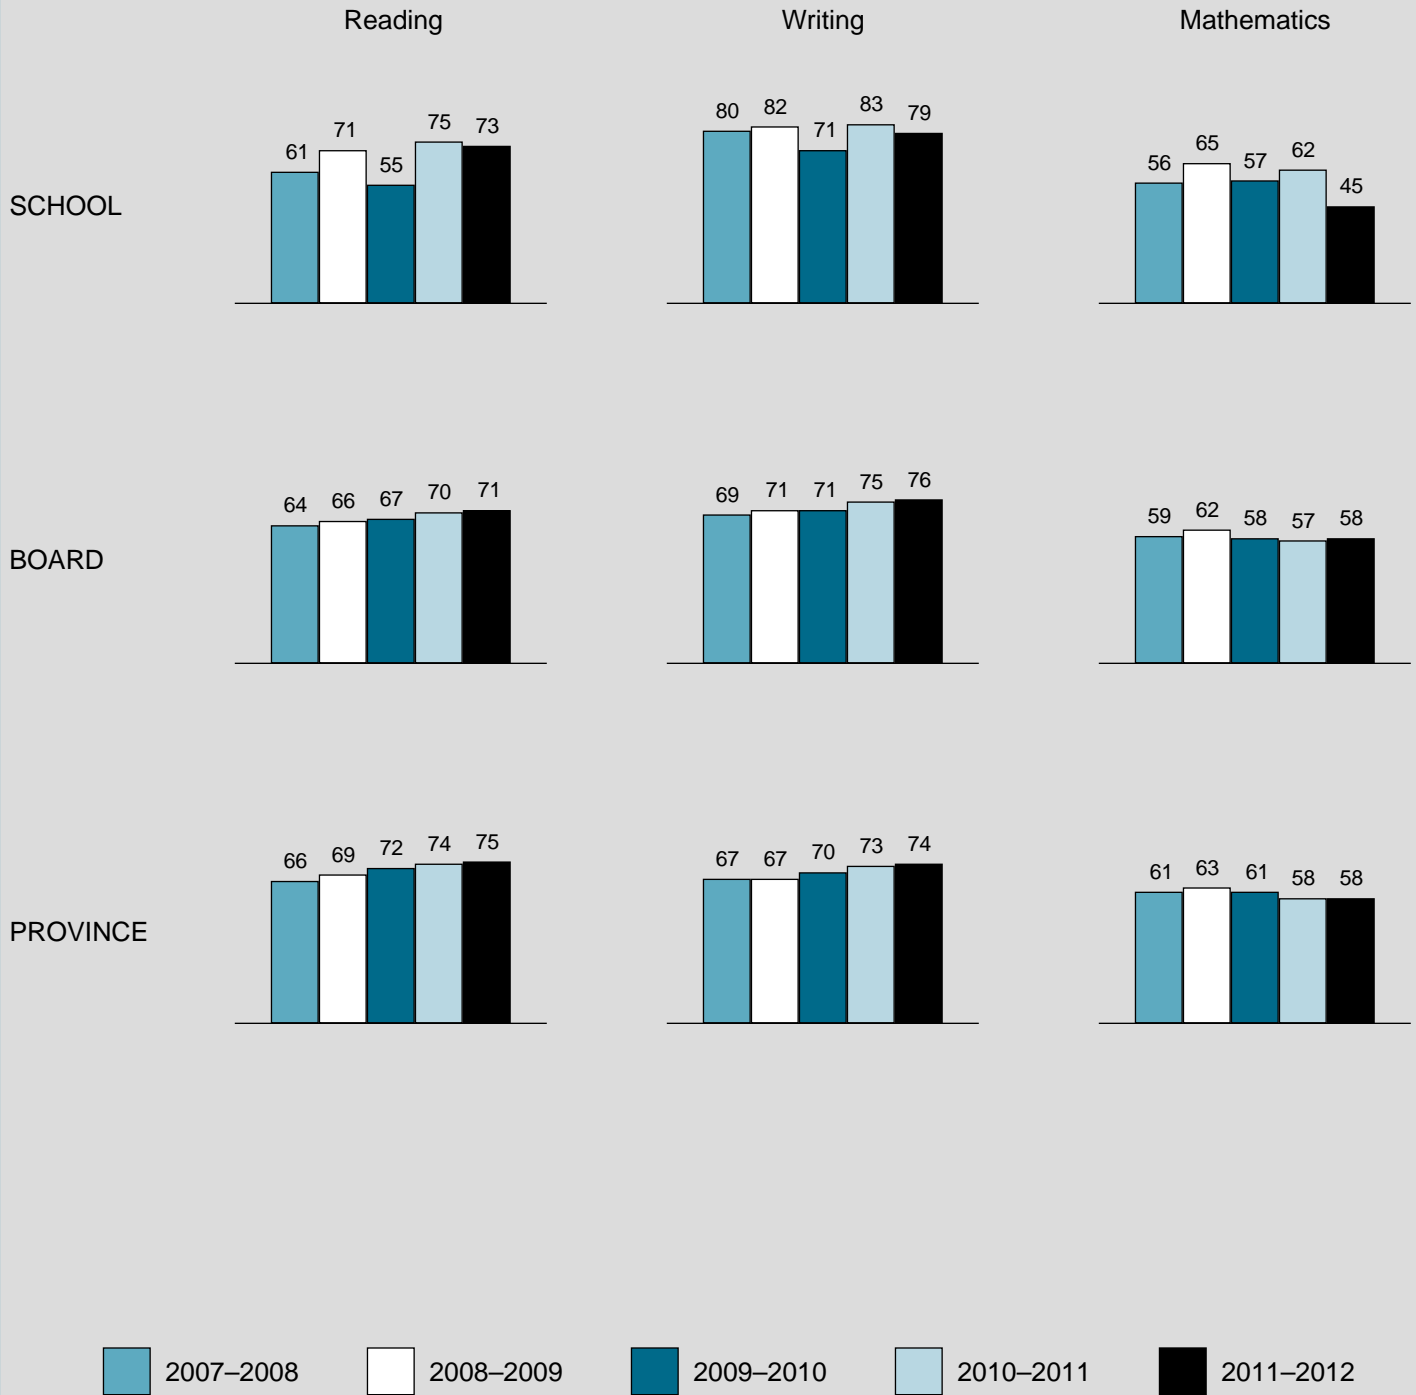 Reading Writing Mathematics
SCHOOL
61 71 55 75 73
80 82 71 83 79
56 65 57 62 45
BOARD
64 66 67 70 71
69 71 71 75 76
59 62 58 57 58
PROVINCE
66 69 72 74 75
67 67 70 73 74
61 63 61 58 58
2007–2008 2008–2009 2009–2010 2010–2011 2011–2012